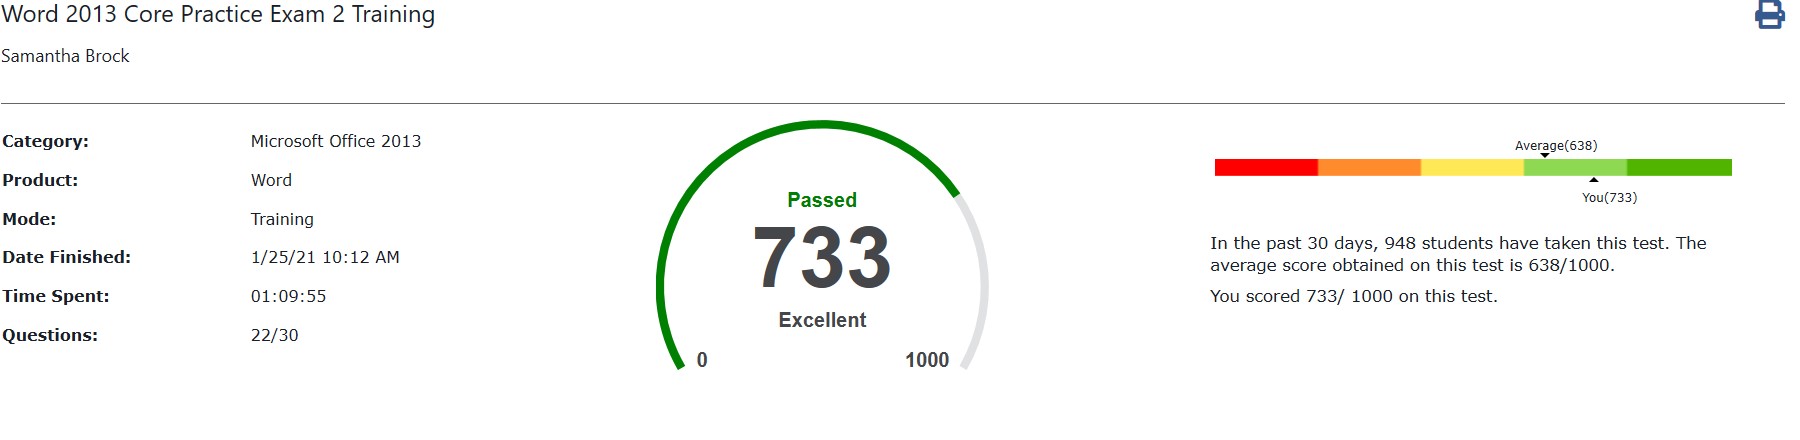 Word 2013 Core Practice Exam 2 Training
Samantha Brock
Category: Microsoft Office 2013
Product: Word
Mode: Training
Date Finished: 1/25/21 10:12 AM
Time Spent: 01:09:55
Questions: 22/30
Passed
733
Excellent
0 1000
Average(638)
You(733)
In the past 30 days, 948 students have taken this test. The
average score obtained on this test is 638/1000.
You scored 733/ 1000 on this test.